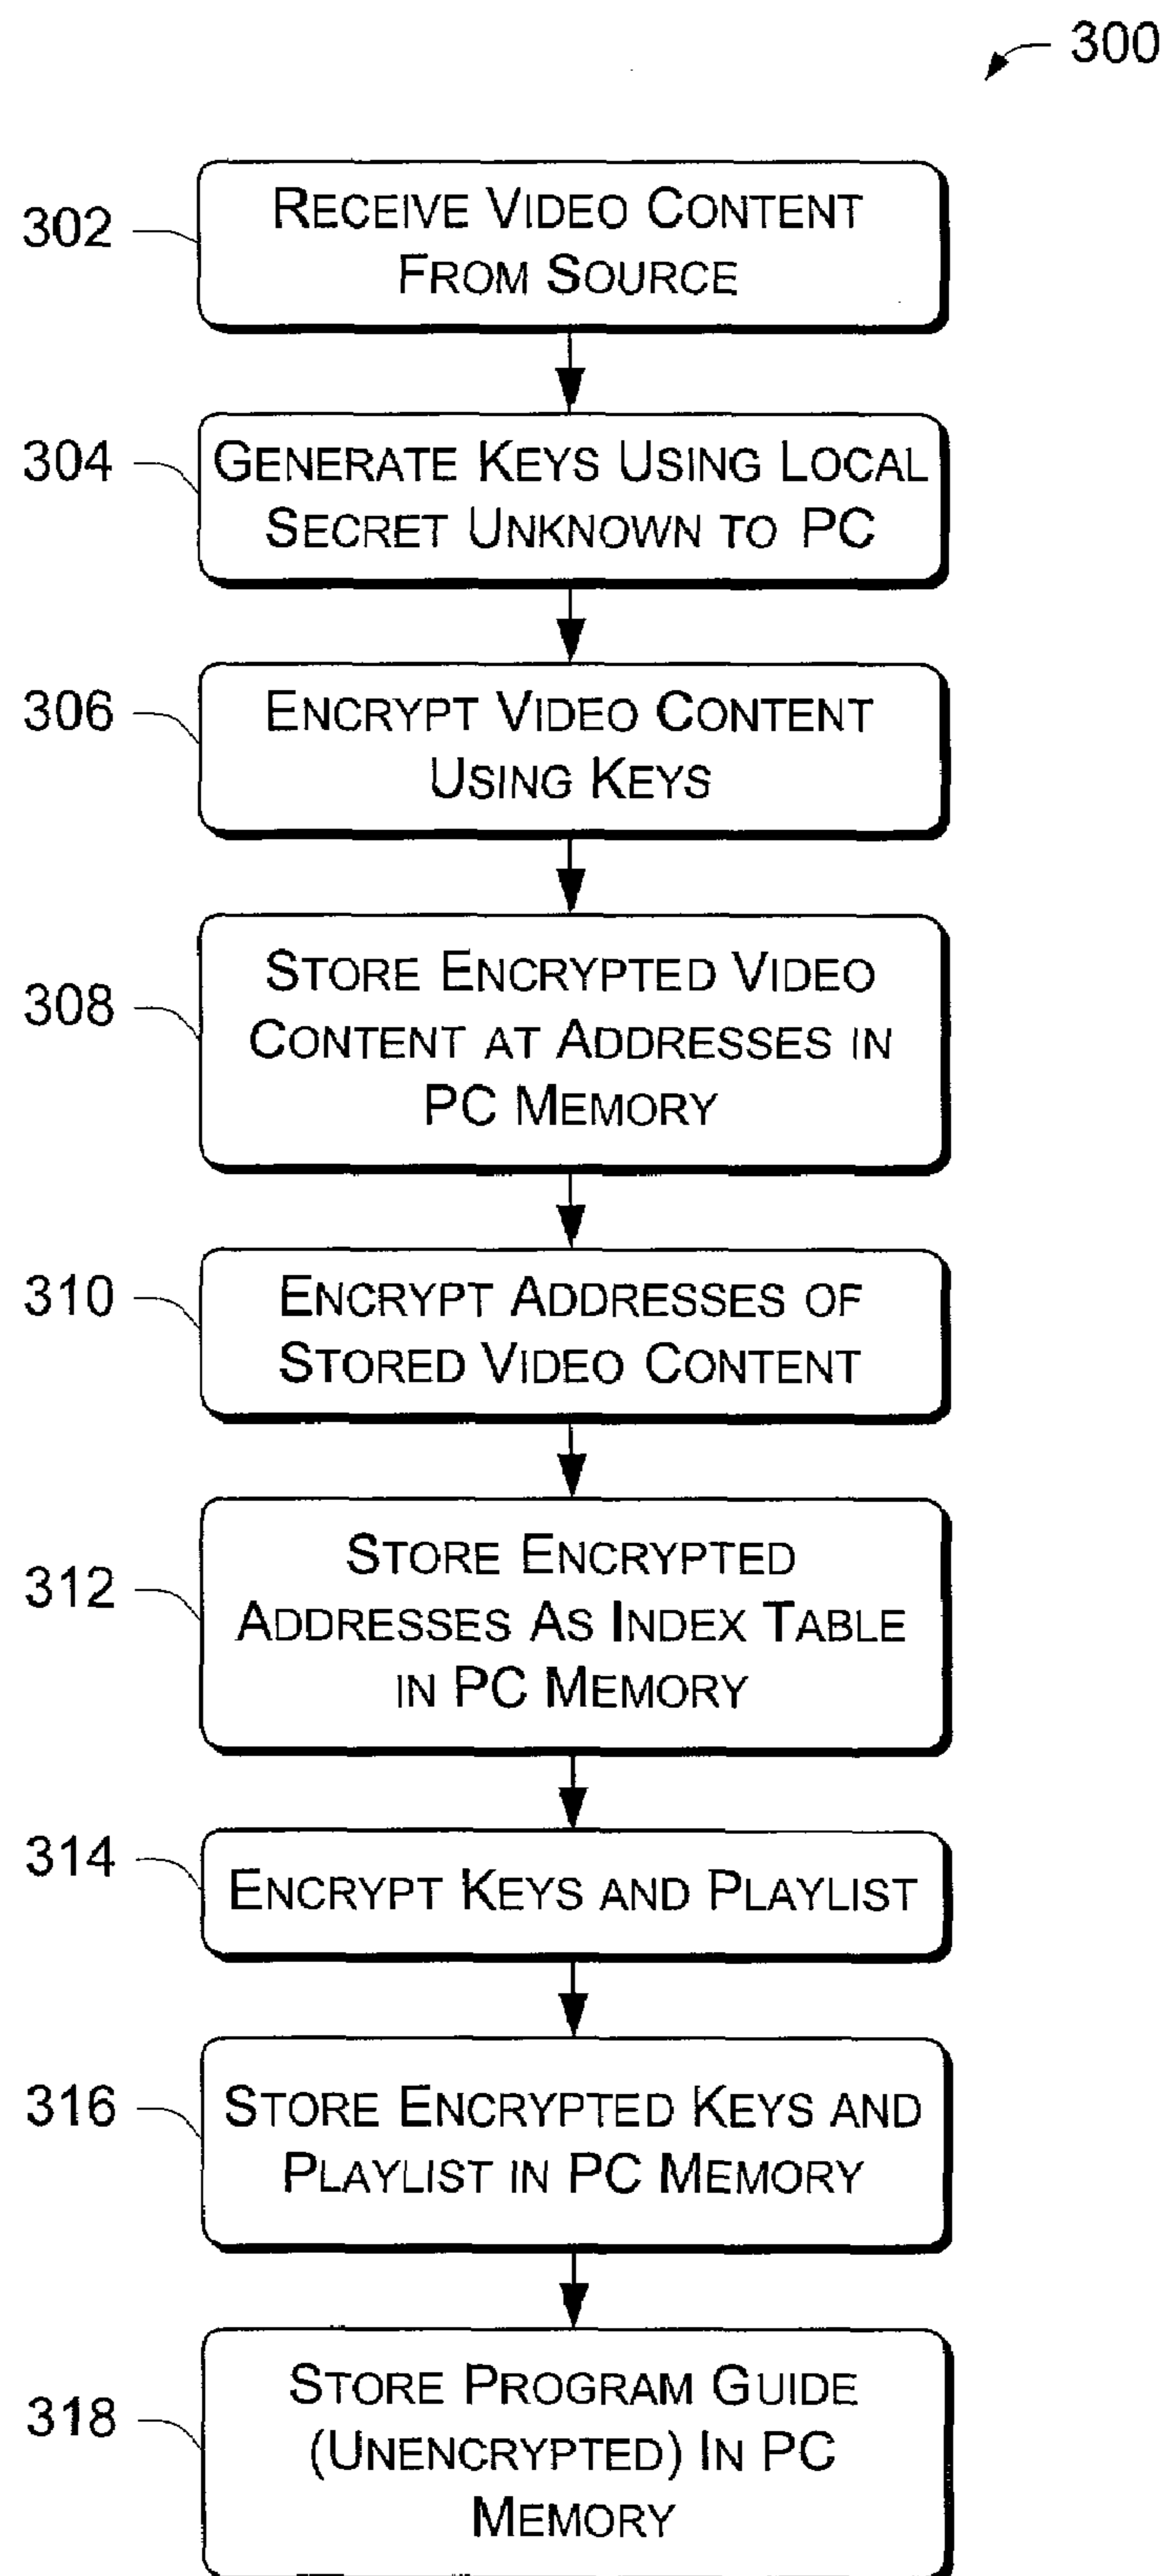 300
302
RECEIVE VIDEO CONTENT
FROM SOURCE
304
GENERATE KEYS USING LOCAL
SECRET UNKNOWN TO PC
306
ENCRYPT VIDEO CONTENT
USING KEYS
308
STORE ENCRYPTED VIDEO
CONTENT AT ADDRESSES IN
PC MEMORY
310
ENCRYPT ADDRESSES OF
STORED VIDEO CONTENT
312
STORE ENCRYPTED
ADDRESSES AS INDEX TABLE
IN PC MEMORY
314
ENCRYPT KEYS AND PLAYLIST
316
STORE ENCRYPTED KEYS AND
PLAYLIST IN PC MEMORY
318
STORE PROGRAM GUIDE
(UNENCRYPTED) IN PC
MEMORY